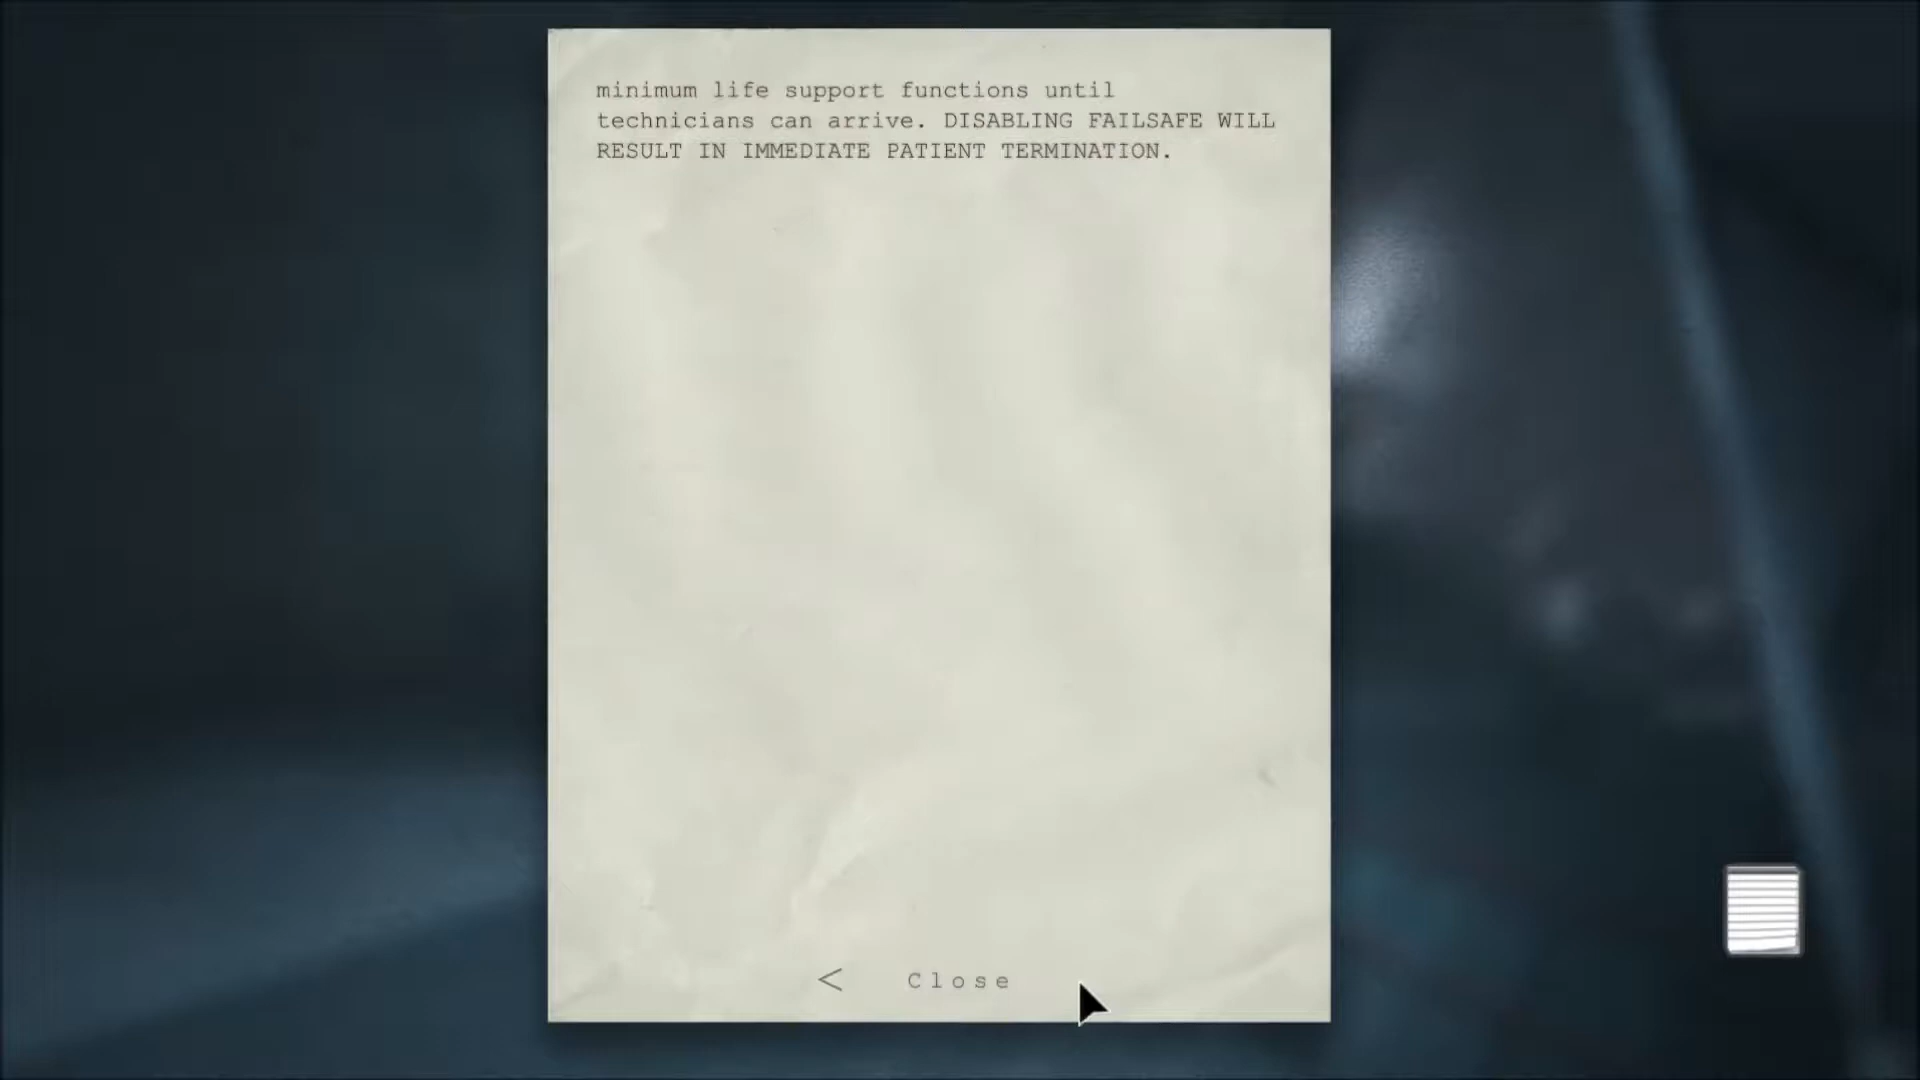 minimum life support functions until
technicians can arrive. DISABLING FAILSAFE WILL
RESULT IN IMMEDIATE PATIENT TERMINATION.
< Close